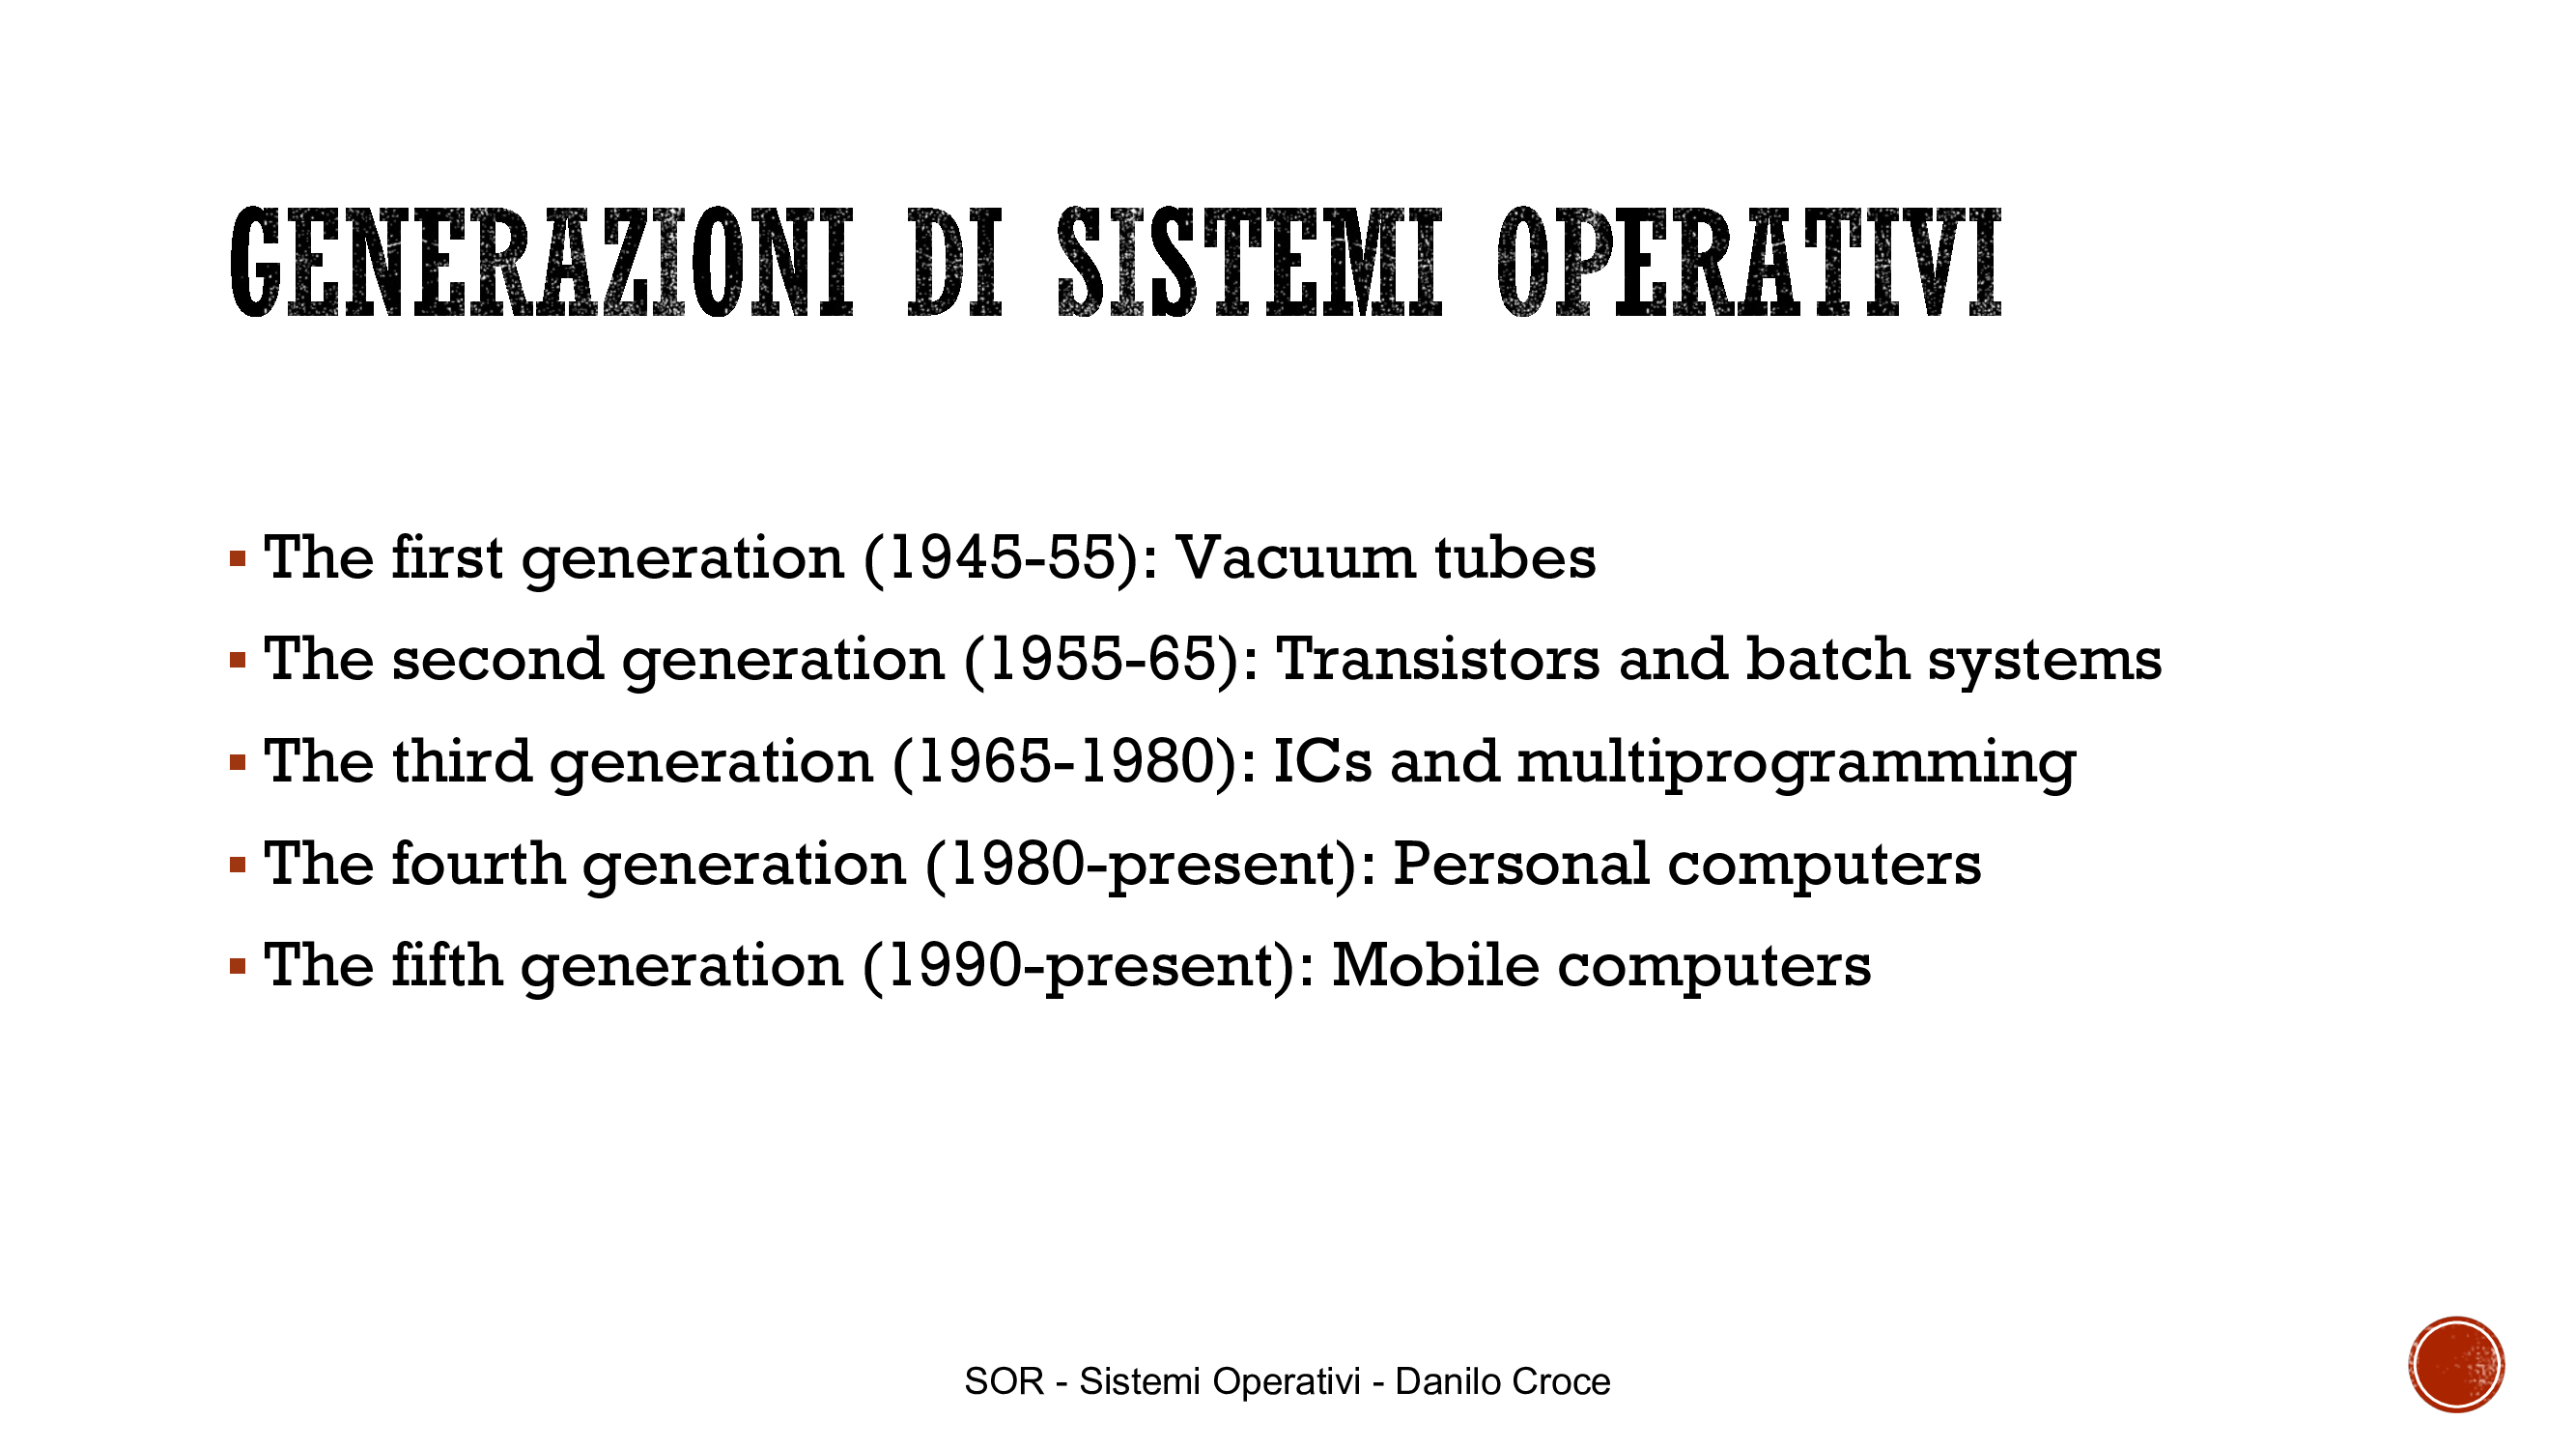 GENERAZIONI DI SISTEMI OPERATIVI
▪ The first generation (1945-55): Vacuum tubes
▪ The second generation (1955-65): Transistors and batch systems
▪ The third generation (1965-1980): ICs and multiprogramming
▪ The fourth generation (1980-present): Personal computers
▪ The fifth generation (1990-present): Mobile computers
SOR - Sistemi Operativi - Danilo Croce